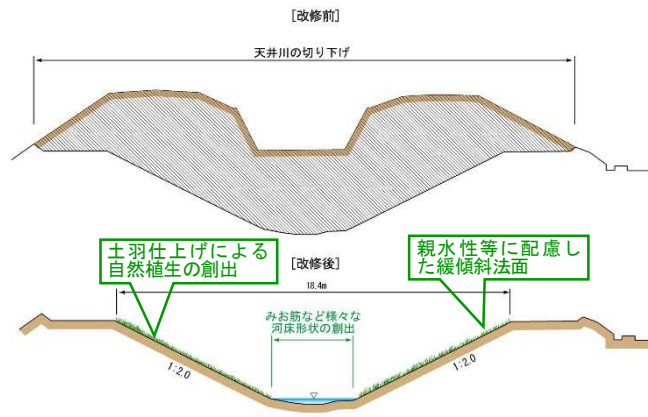 [改修前]
天井川の切り下げ
土羽仕上げによる
自然植生の創出
[改修後]
親水性等に配慮し
た緩傾斜法面
18.4m
みお筋など様々な
河床形状の創出
1:2.0
1:2.0